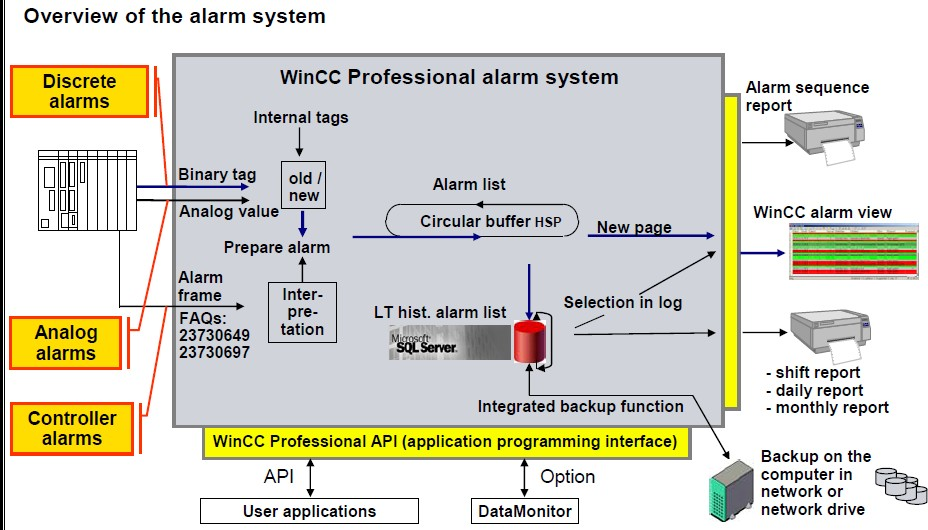 Overview of the alarm system
WinCC Professional alarm system
Discrete
alarms
Internal tags
Binary tag
Analog value
old /
new
Prepare alarm
Alarm
frame
FAQs:
23730649
23730697
Inter-
pre-
tation
Analog
alarms
Controller
alarms
Alarm list
Circular buffer HSP
New page
LT hist. alarm list
Microsoft
SQL Server.
Selection in log
Integrated backup function
Alarm sequence
report
WinCC alarm view
- shift report
- daily report
- monthly report
WinCC Professional API (application programming interface)
API
Option
User applications
DataMonitor
Backup on the
computer in
network or
network drive